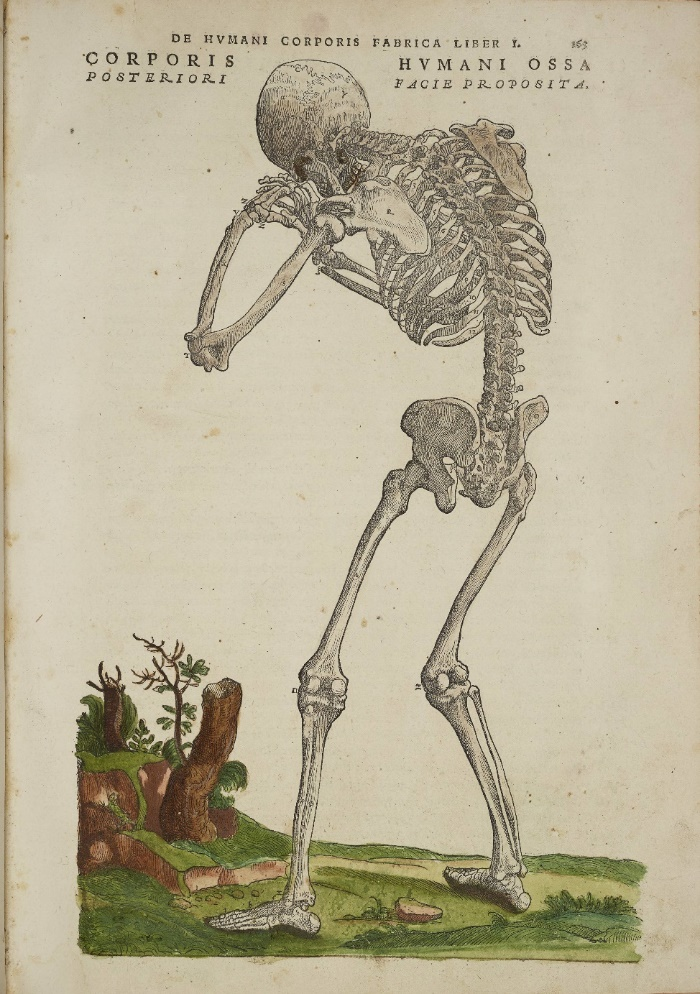 DE HVMANI CORPORIS FABRICA LIBER I. 163
CORPORIS HVMANI OSSA
POSTERIORI FACIE PROPOSITA.